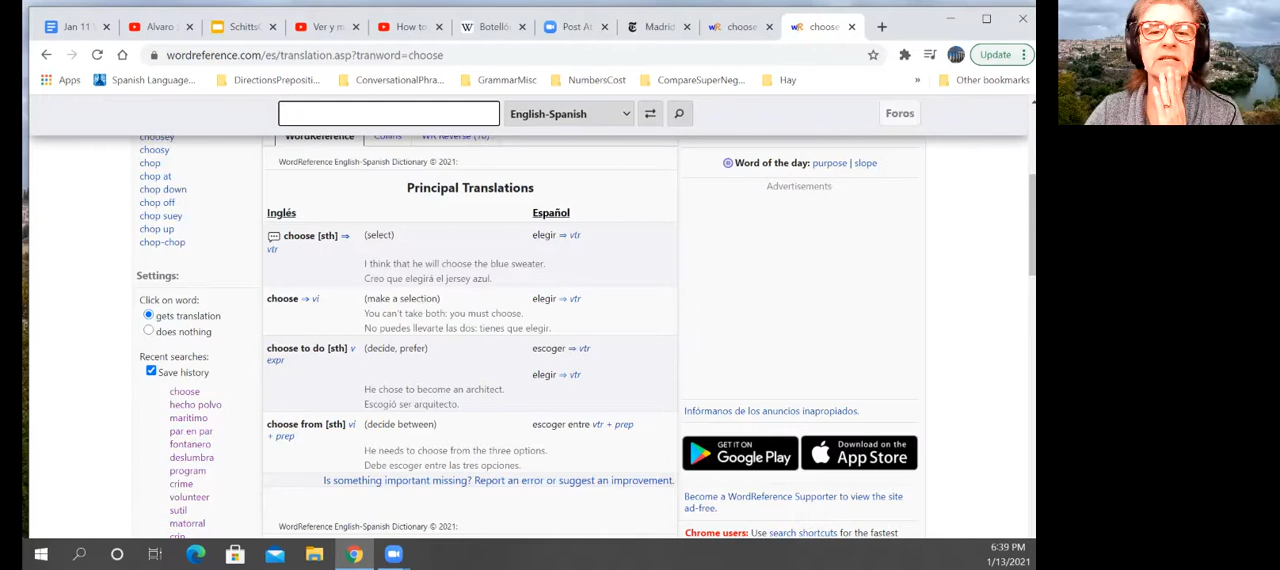 Jan 11 V
Alvaro
SchittsC
Ver y m
How to
Botellón
Post At
Madrid
choose
choose
wordreference.com/es/translation.asp?tranword=choose
Update
Apps
Spanish Language...
DirectionsPrepositi...
ConversationalPhra...
GrammarMisc
NumbersCost
CompareSuperNeg...
Hay
»
Other bookmarks
English-Spanish
Foros
choosey
choosy
chop
chop at
chop down
chop off
chop suey
chop up
chop-chop
Settings:
Click on word:
gets translation
does nothing
Recent searches:
Save history
choose
hecho polvo
maritimo
par en par
fontanero
deslumbra
program
crime
volunteer
sutil
matorral
crin
WordReference
Collins
WR Reverse (16)
WordReference English-Spanish Dictionary © 2021:
Principal Translations
Inglés Español
choose [sth] ⇒ (select) elegir ⇒ vtr
vtr
I think that he will choose the blue sweater.
Creo que elegirá el jersey azul.
choose ⇒ vi (make a selection) elegir ⇒ vtr
You can't take both: you must choose.
No puedes llevarte las dos: tienes que elegir.
choose to do [sth] v (decide, prefer) escoger ⇒ vtr
expr
elegir ⇒ vtr
He chose to become an architect.
Escogió ser arquitecto.
choose from [sth] vi (decide between) escoger entre vtr + prep
+ prep
He needs to choose from the three options.
Debe escoger entre las tres opciones.
Is something important missing? Report an error or suggest an improvement.
WordReference English-Spanish Dictionary © 2021:
Word of the day: purpose | slope
Advertisements
Infórmanos de los anuncios inapropiados.
GET IT ON
Google Play
Download on the
App Store
Become a WordReference Supporter to view the site
ad-free.
Chrome users: Use search shortcuts for the fastest
6:39 PM
1/13/2021